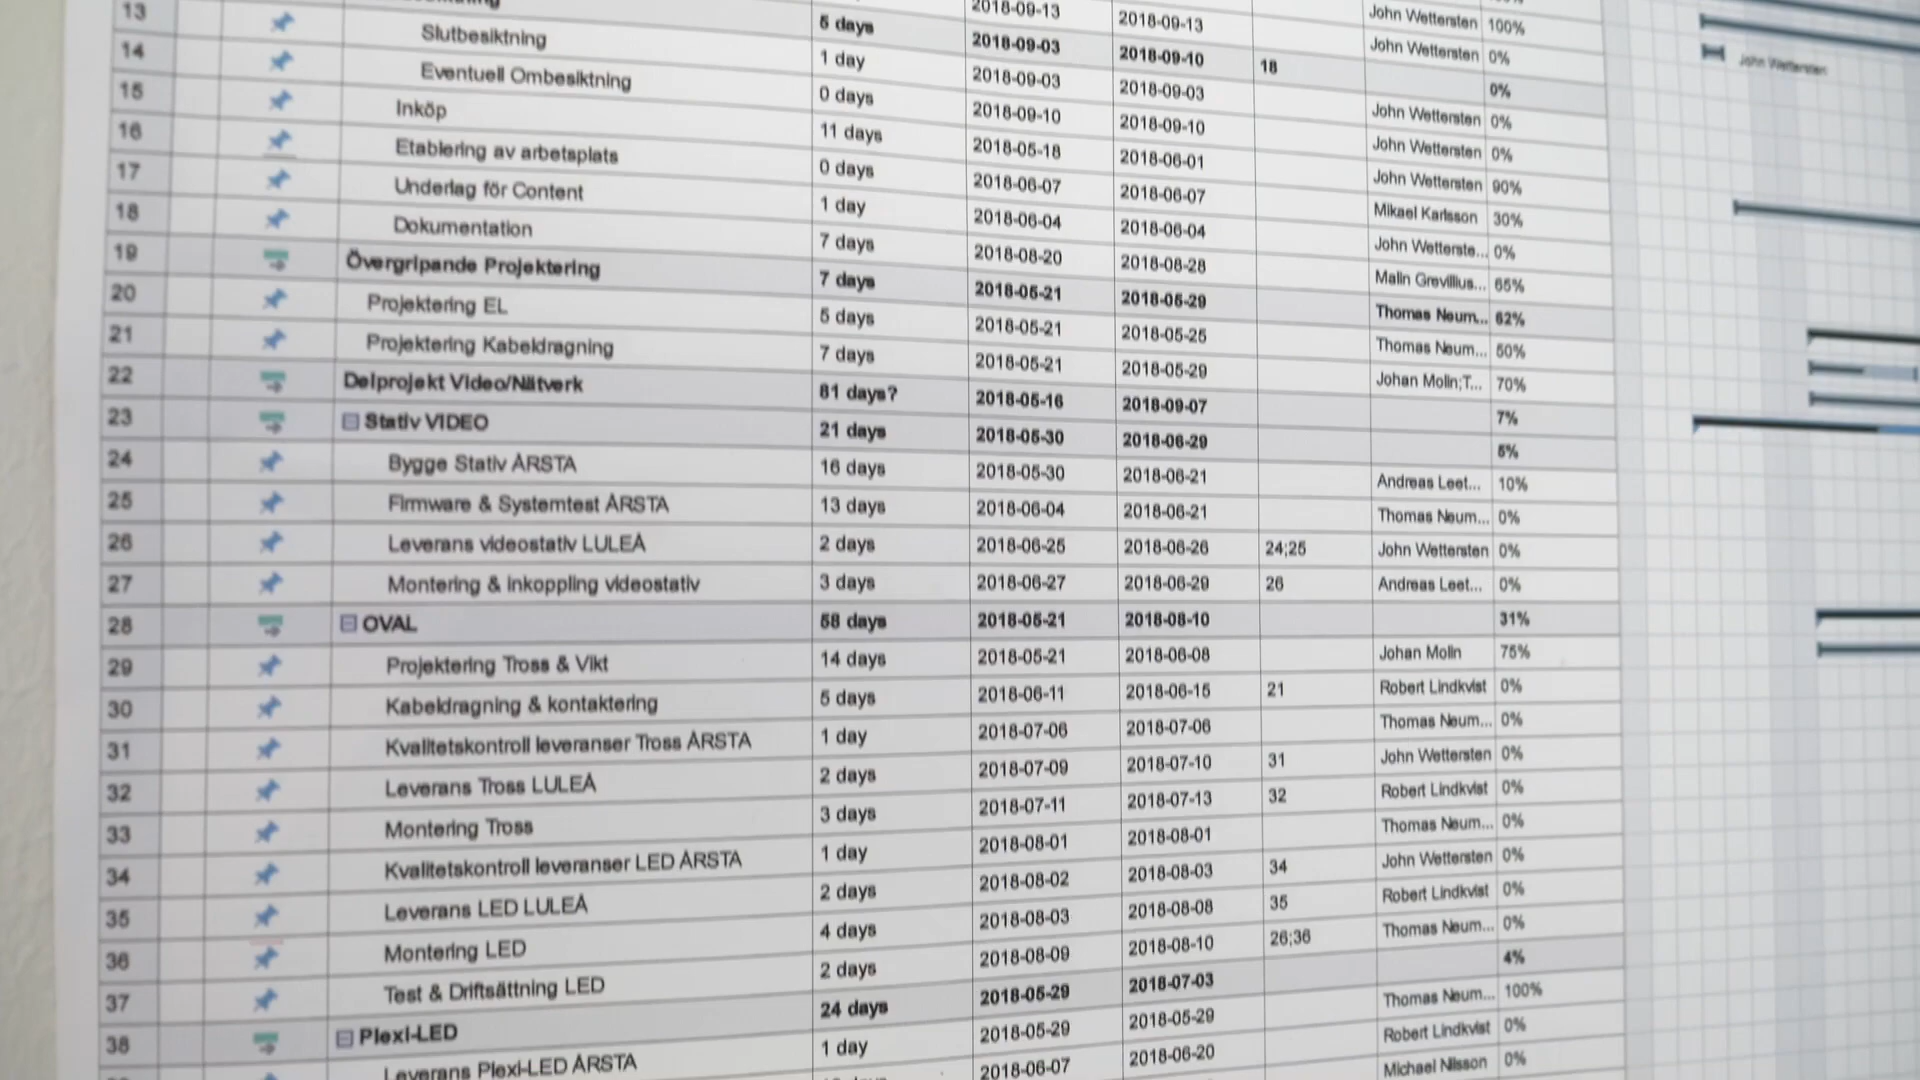 John Wettersten 100%
2018-09-13 2018-09-13 John Wettersten 0%
5 days 2018-09-03 2018-09-10 18 0%
13 Slutbesiktning 1 day 2018-09-03 2018-09-03 John Wettersten 0%
John Wettersten
14 Eventuell Ombesiktning 0 days 2018-09-10 2018-09-10 John Wettersten 0%
15 Inköp 11 days 2018-05-18 2018-06-01 John Wettersten 90%
16 Etablering av arbetsplats 0 days 2018-06-07 2018-06-07 Mikael Karlsson 30%
17 Underlag för Content 1 day 2018-06-04 2018-06-04 John Wetterste... 0%
18 Dokumentation 7 days 2018-08-20 2018-08-28 Malin Grevillius... 65%
19 Övergripande Projektering 7 days 2018-05-21 2018-05-29 Thomas Neum... 62%
20 Projektering EL 5 days 2018-05-21 2018-05-25 Thomas Neum... 50%
21 Projektering Kabeldragning 7 days 2018-05-21 2018-05-29 Johan Molin;T... 70%
22 Delprojekt Video/Nätverk 81 days? 2018-05-16 2018-09-07 7%
23 Stativ VIDEO 21 days 2018-05-30 2018-06-29 5%
24 Bygge Stativ ÅRSTA 16 days 2018-05-30 2018-06-21 Andreas Leet... 10%
25 Firmware & Systemtest ÅRSTA 13 days 2018-06-04 2018-06-21 Thomas Neum... 0%
26 Leverans videostativ LULEÅ 2 days 2018-06-25 2018-06-26 24;25 John Wettersten 0%
27 Montering & inkoppling videostativ 3 days 2018-06-27 2018-06-29 26 Andreas Leet... 0%
28 OVAL 58 days 2018-05-21 2018-08-10 31%
29 Projektering Tross & Vikt 14 days 2018-05-21 2018-06-08 Johan Molin 75%
30 Kabeldragning & kontaktering 5 days 2018-06-11 2018-06-15 21 Robert Lindkvist 0%
31 Kvalitetskontroll leveranser Tross ÅRSTA 1 day 2018-07-06 2018-07-06 Thomas Neum... 0%
32 Leverans Tross LULEÅ 2 days 2018-07-09 2018-07-10 31 John Wettersten 0%
33 Montering Tross 3 days 2018-07-11 2018-07-13 32 Robert Lindkvist 0%
34 Kvalitetskontroll leveranser LED ÅRSTA 1 day 2018-08-01 2018-08-01 Thomas Neum... 0%
35 Leverans LED LULEÅ 2 days 2018-08-02 2018-08-03 34 John Wettersten 0%
36 Montering LED 4 days 2018-08-03 2018-08-08 35 Robert Lindkvist 0%
37 Test & Driftsättning LED 2 days 2018-08-09 2018-08-10 26;36 Thomas Neum... 0%
38 Plexi-LED 24 days 2018-05-29 2018-07-03 4%
Leverans Plexi-LED ÅRSTA 1 day 2018-05-29 2018-05-29 Thomas Neum... 100%
2018-06-07 2018-06-20 Robert Lindkvist 0%
Michael Nilsson 0%